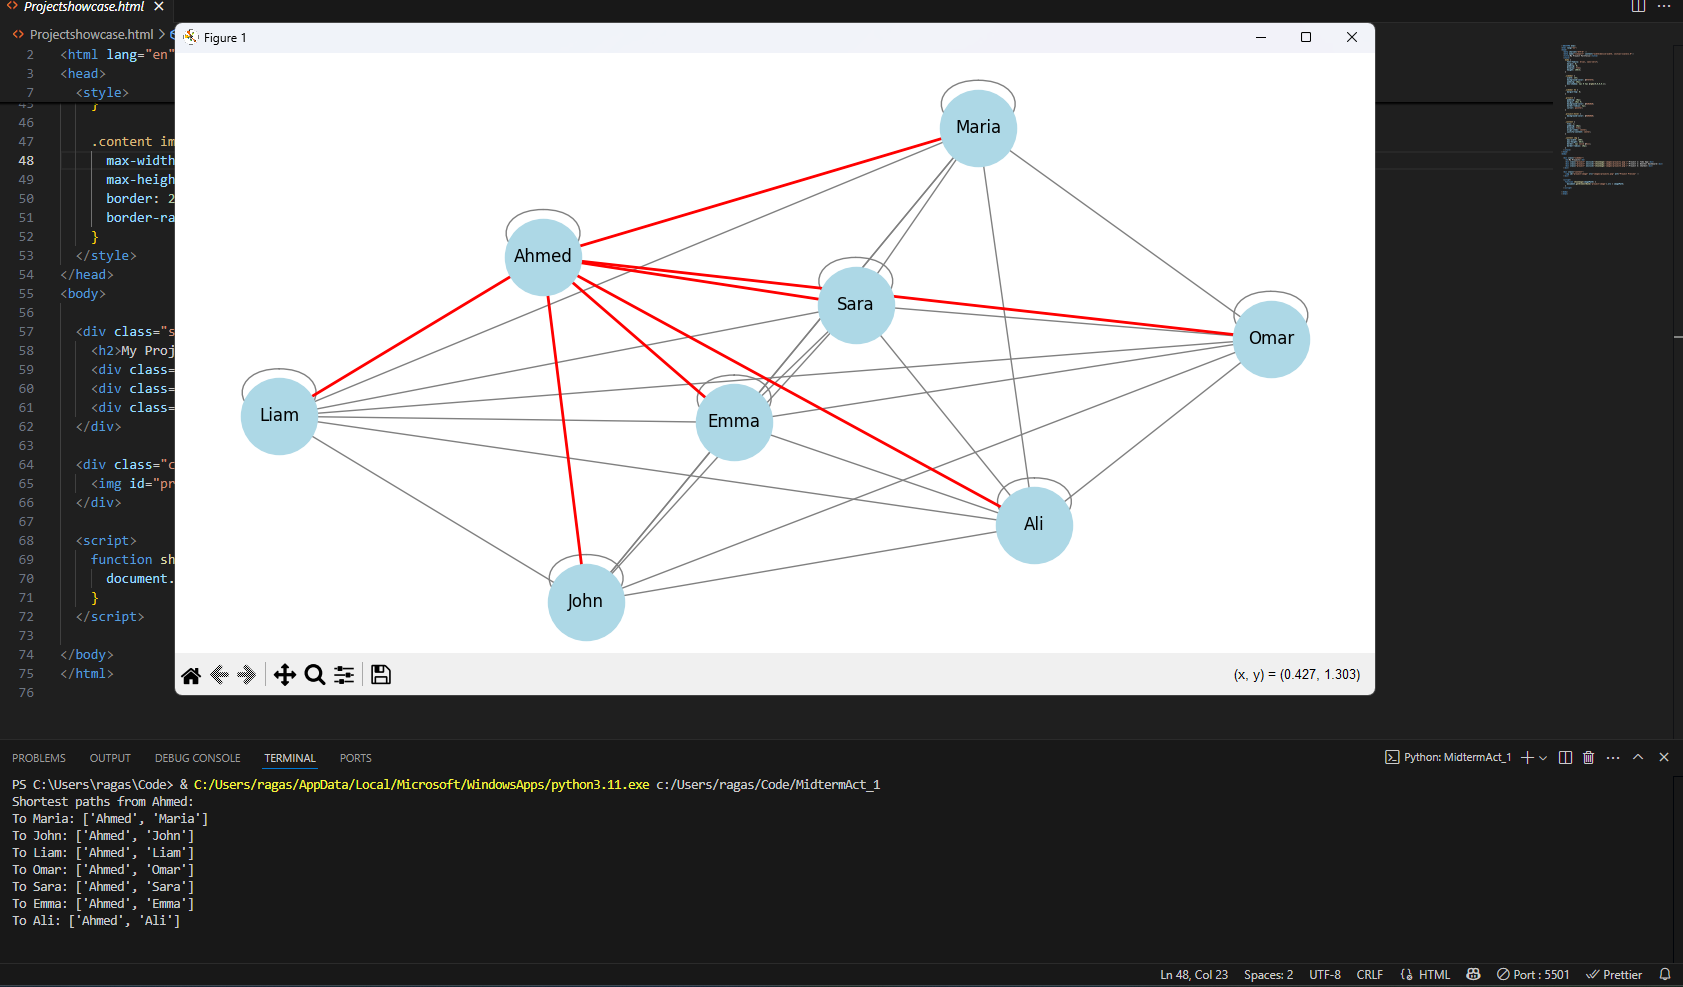 Projectshowcase.html
Projectshowcase.html
Figure 1
2 <html lang="en"
3 <head>
7 <style>
45 }
46
47 .content im
48 max-width
49 max-heigh
50 border: 2
51 border-ra
52 }
53 </style>
54 </head>
55 <body>
56
57 <div class="s
58 <h2>My Proj
59 <div class=
60 <div class=
61 <div class=
62 </div>
63
64 <div class="c
65 <img id="pr
66 </div>
67
68 <script>
69 function sh
70 document.
71 }
72 </script>
73
74 </body>
75 </html>
76
Maria
Ahmed
Sara
Omar
Liam
Emma
Ali
John
(x, y) = (0.427, 1.303)
PROBLEMS OUTPUT DEBUG CONSOLE TERMINAL PORTS
Python: MidtermAct_1
PS C:\Users\ragas\Code> & C:/Users/ragas/AppData/Local/Microsoft/WindowsApps/python3.11.exe c:/Users/ragas/Code/MidtermAct_1
Shortest paths from Ahmed:
To Maria: ['Ahmed', 'Maria']
To John: ['Ahmed', 'John']
To Liam: ['Ahmed', 'Liam']
To Omar: ['Ahmed', 'Omar']
To Sara: ['Ahmed', 'Sara']
To Emma: ['Ahmed', 'Emma']
To Ali: ['Ahmed', 'Ali']
Ln 48, Col 23 Spaces: 2 UTF-8 CRLF HTML Port : 5501 Prettier